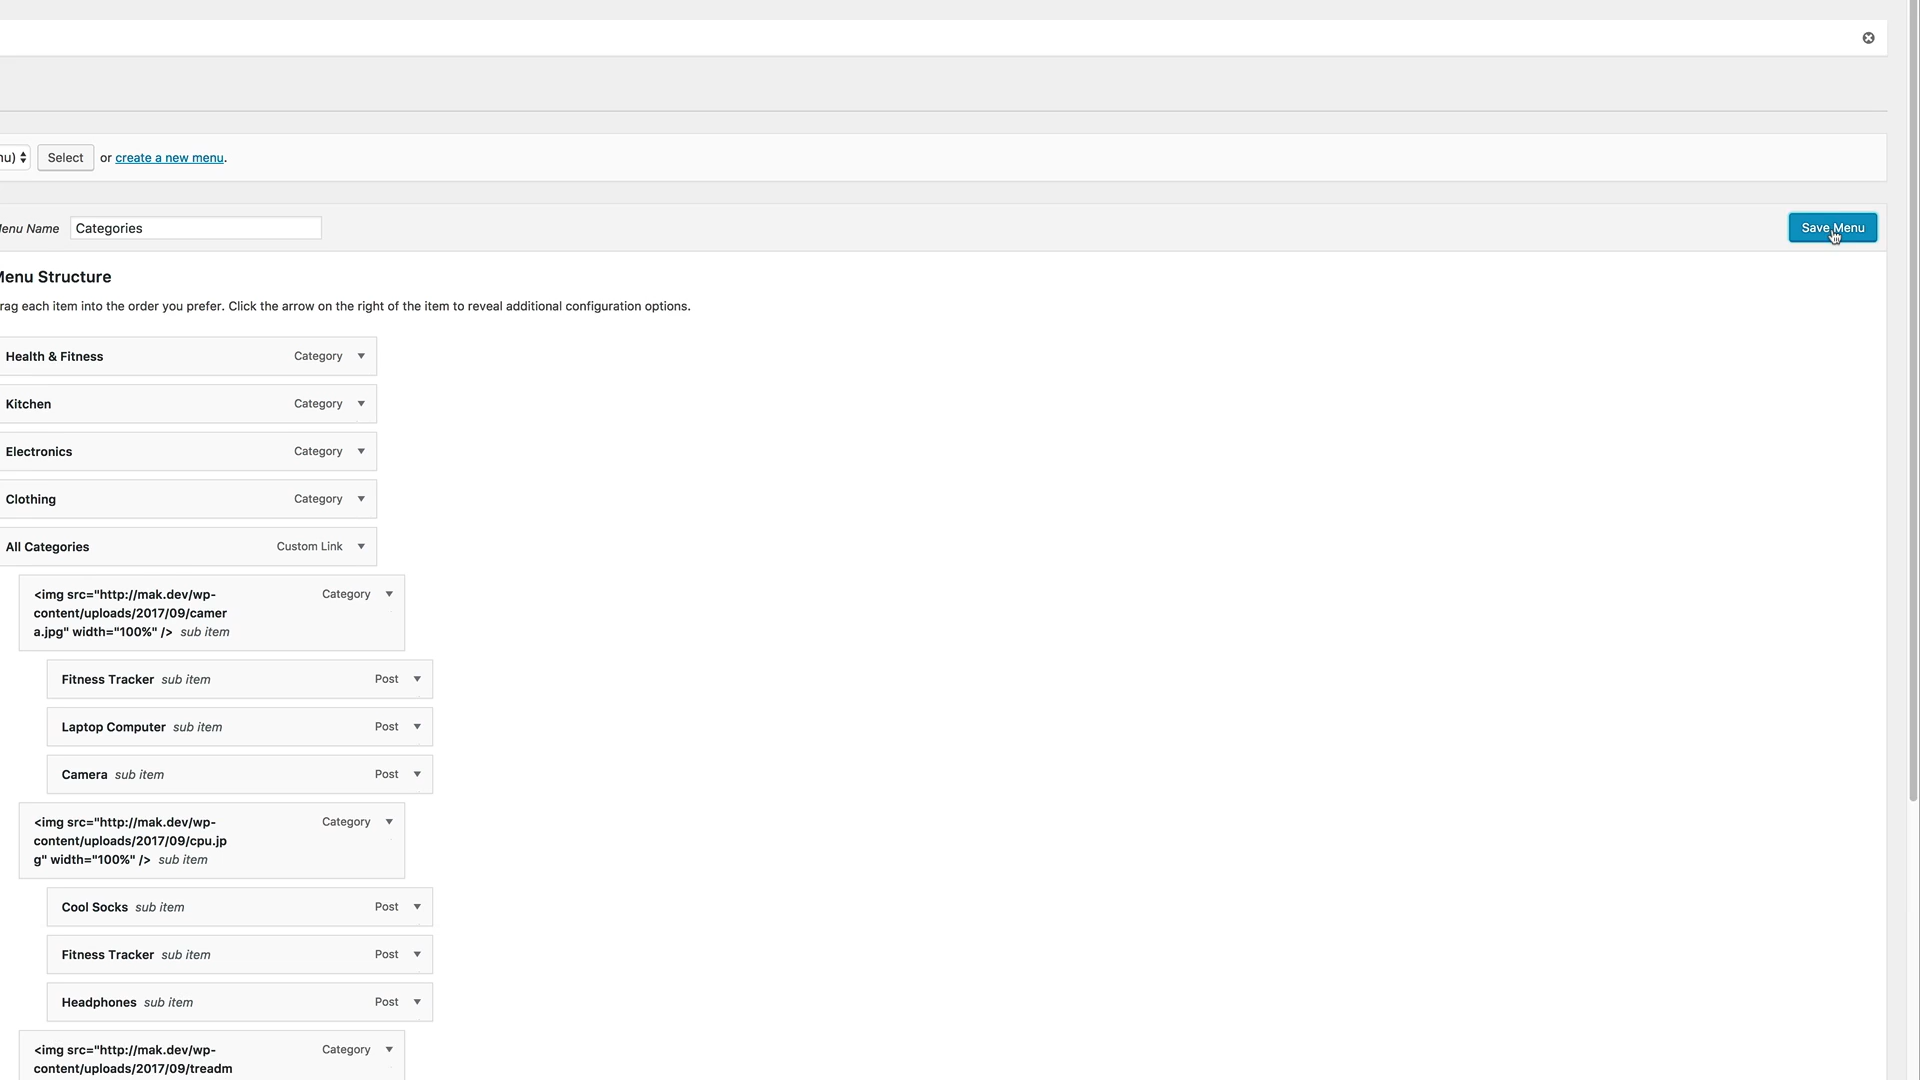 nu) Select or create a new menu.
Menu Name Categories Save Menu
Menu Structure
rag each item into the order you prefer. Click the arrow on the right of the item to reveal additional configuration options.
Health & Fitness Category
Kitchen Category
Electronics Category
Clothing Category
All Categories Custom Link
<img src="http://mak.dev/wp- Category
content/uploads/2017/09/camer
a.jpg" width="100%" /> sub item
Fitness Tracker sub item Post
Laptop Computer sub item Post
Camera sub item Post
<img src="http://mak.dev/wp- Category
content/uploads/2017/09/cpu.jp
g" width="100%" /> sub item
Cool Socks sub item Post
Fitness Tracker sub item Post
Headphones sub item Post
<img src="http://mak.dev/wp- Category
content/uploads/2017/09/treadm